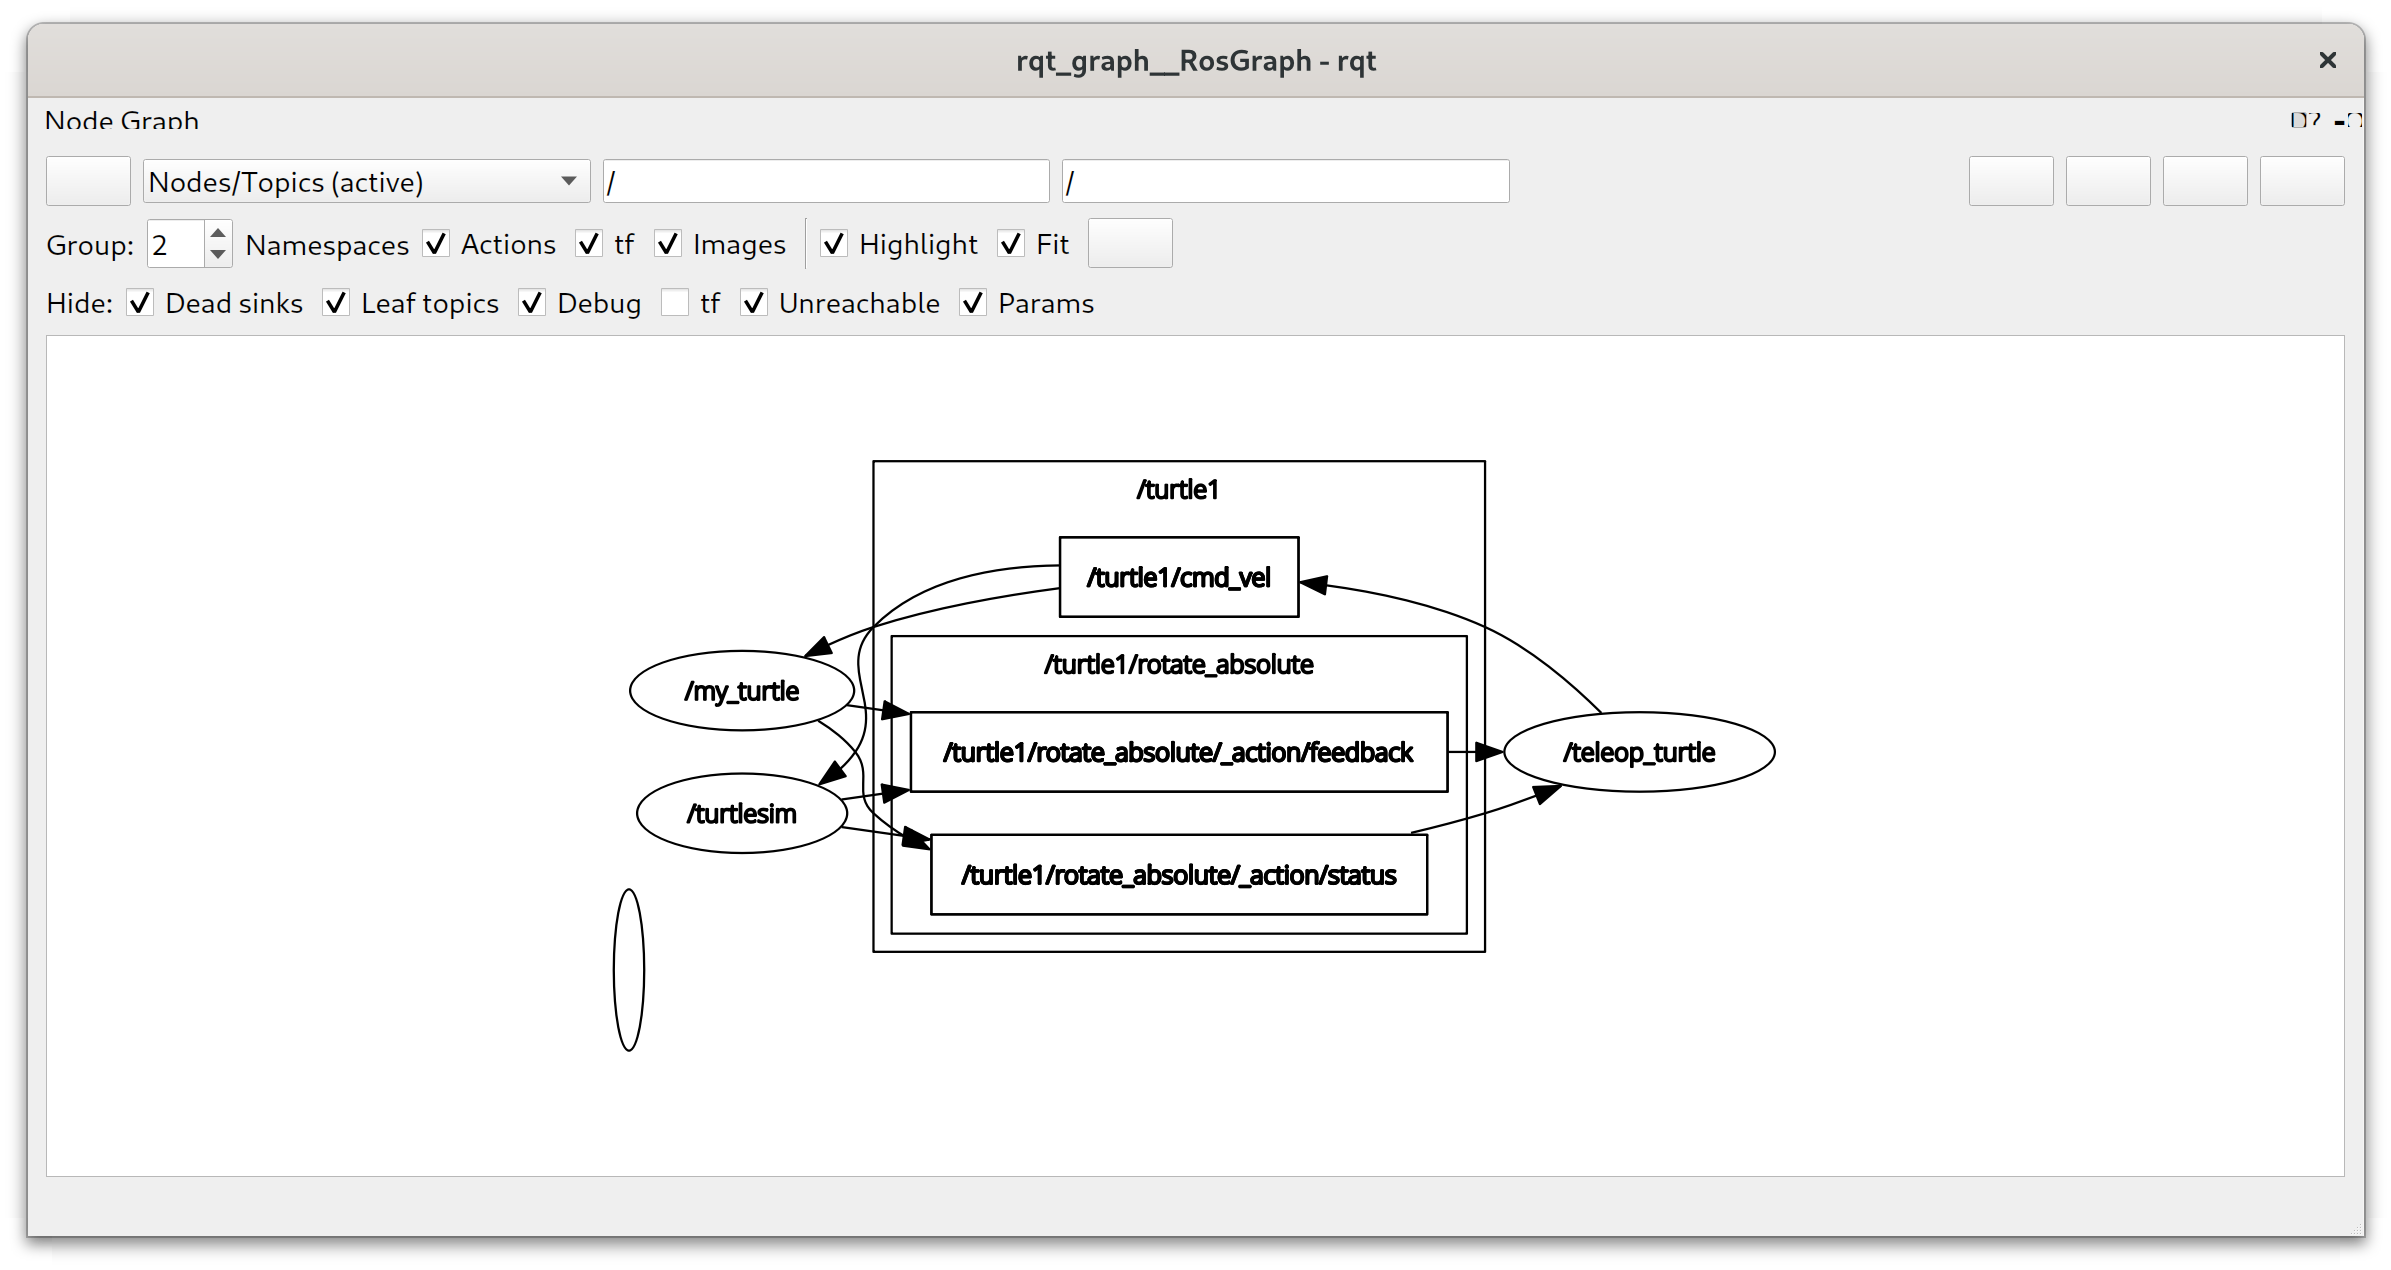 rqt_graph__RosGraph - rqt
Node Graph
Nodes/Topics (active) / /
Group: 2 Namespaces Actions tf Images Highlight Fit
Hide: Dead sinks Leaf topics Debug tf Unreachable Params
/turtle1
/turtle1/cmd_vel
/turtle1/rotate_absolute
/my_turtle
/turtle1/rotate_absolute/_action/feedback
/teleop_turtle
/turtlesim
/turtle1/rotate_absolute/_action/status